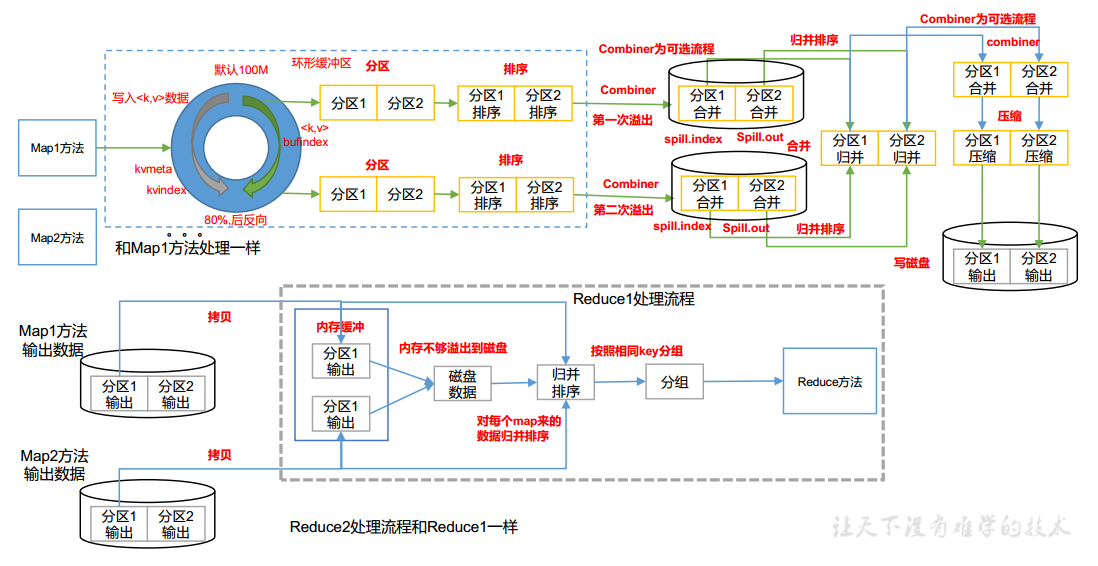 Combiner为可选流程
Combiner为可选流程
归并排序
combiner
默认100M
环形缓冲区
分区
排序
写入<k,v>数据
Combiner
分区1
分区2
分区1
排序
分区2
排序
分区1
合并
分区2
合并
分区1
合并
分区2
合并
第一次溢出
压缩
<k,v>
bufindex
Map1方法
spill.index
Spill.out
合并
分区1
归并
分区2
归并
分区1
压缩
分区2
压缩
kvmeta
kvindex
分区
排序
Combiner
分区1
分区2
分区1
排序
分区2
排序
分区1
合并
分区2
合并
第二次溢出
80%,后反向
Map2方法
spill.index
Spill.out
归并排序
和Map1方法处理一样
。。。
写磁盘
分区1
输出
分区2
输出
Reduce1处理流程
拷贝
Map1方法
输出数据
内存缓冲
分区1
输出
内存不够溢出到磁盘
按照相同key分组
分区1
输出
分区2
输出
磁盘
数据
归并
排序
分组
Reduce方法
分区1
输出
对每个map来的
数据归并排序
Map2方法
输出数据
拷贝
分区1
输出
分区2
输出
Reduce2处理流程和Reduce1一样
让天下没有难学的技术